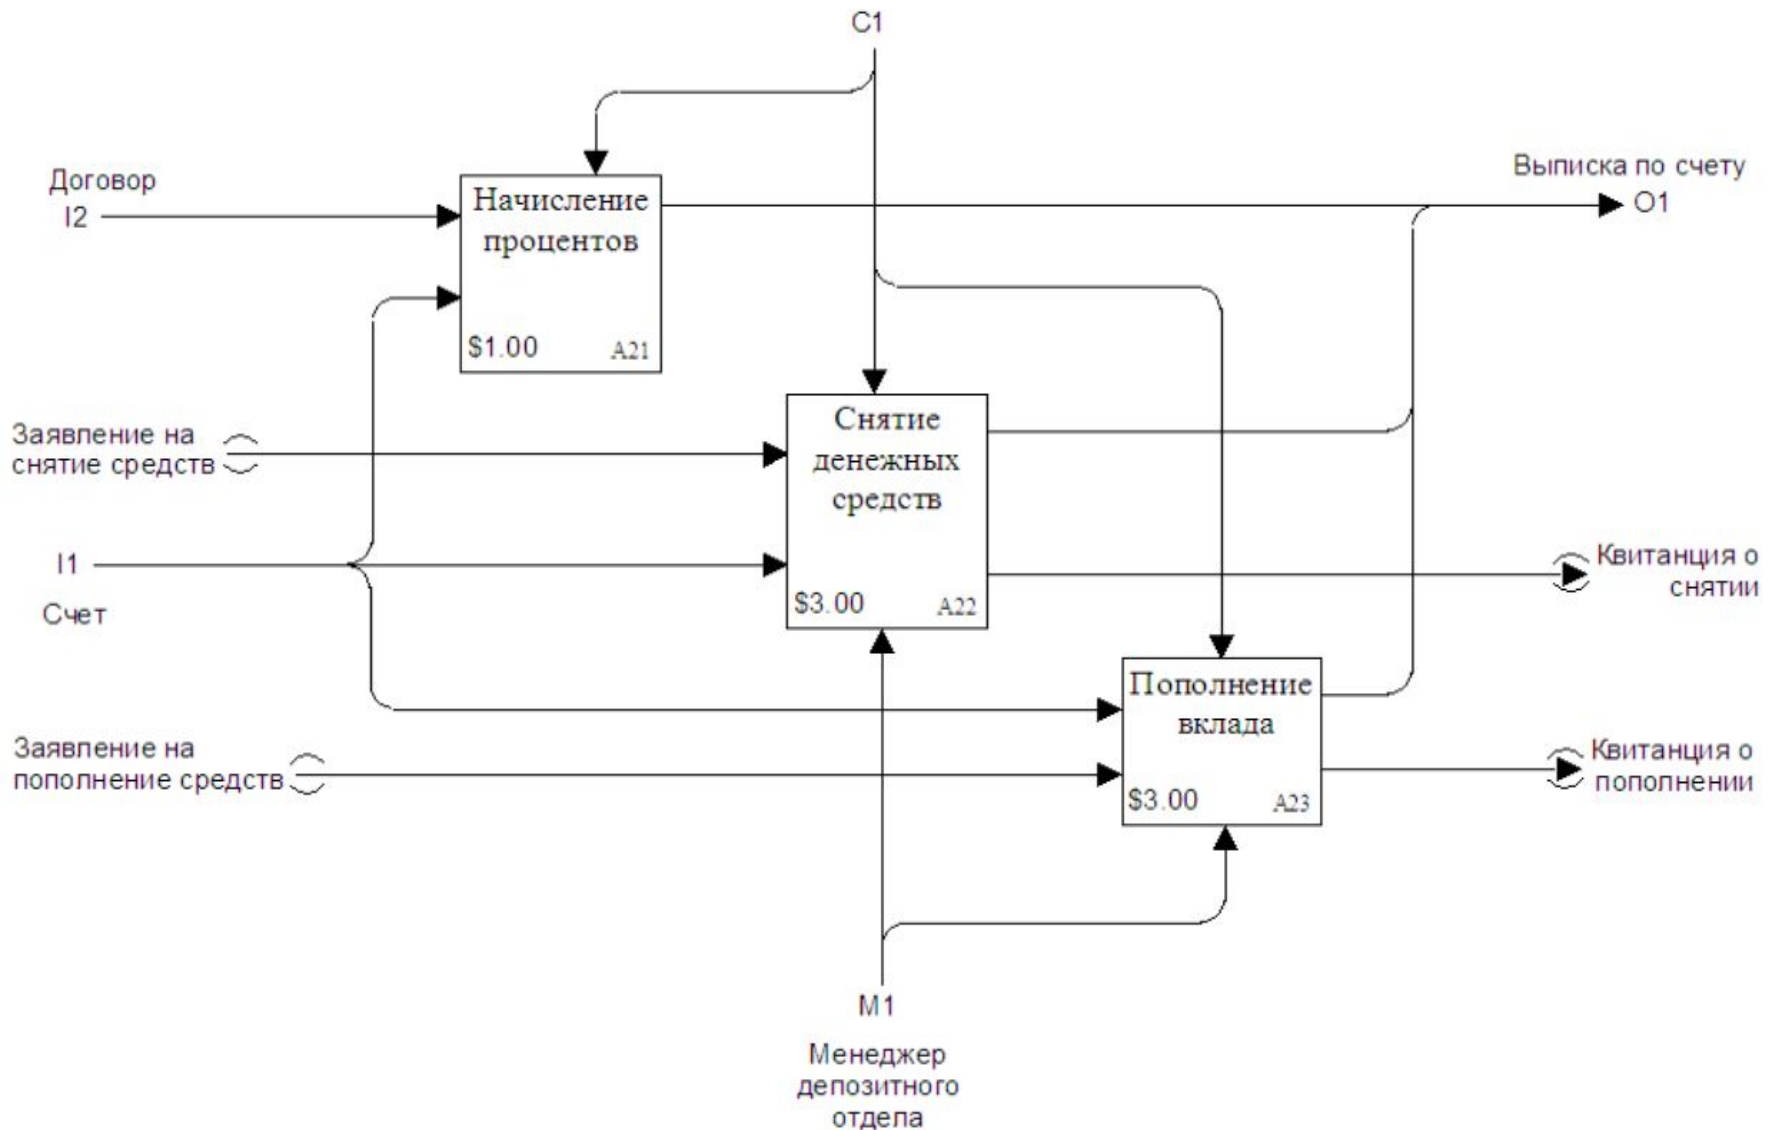 C1
Договор
I2
Начисление
процентов
$1.00
A21
Выписка по счету
O1
Заявление на
снятие средств
Снятие
денежных
средств
$3.00
A22
I1
Счет
Квитанция о
снятии
Пополнение
вклада
$3.00
A23
Заявление на
пополнение средств
Квитанция о
пополнении
M1
Менеджер
депозитного
отдела